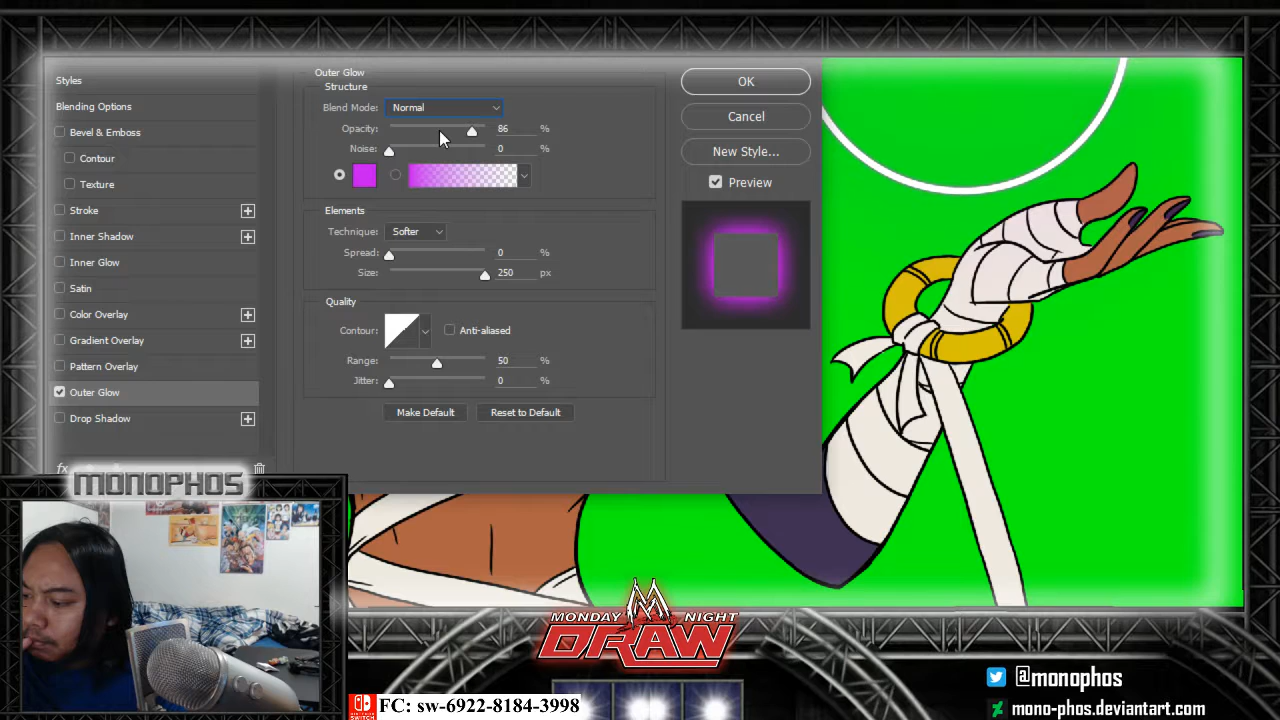 Styles
Blending Options
Bevel & Emboss
Contour
Texture
Stroke
Inner Shadow
Inner Glow
Satin
Color Overlay
Gradient Overlay
Pattern Overlay
Outer Glow
Drop Shadow
fx
Outer Glow
Structure
Blend Mode: Normal
Opacity: 86 %
Noise: 0 %
Elements
Technique: Softer
Spread: 0 %
Size: 250 px
Quality
Contour: Anti-aliased
Range: 50 %
Jitter: 0 %
Make Default Reset to Default
OK
Cancel
New Style...
Preview
MONOPHOS
MONDAY NIGHT
DRAW
FC: sw-6922-8184-3998
@monophos
mono-phos.deviantart.com